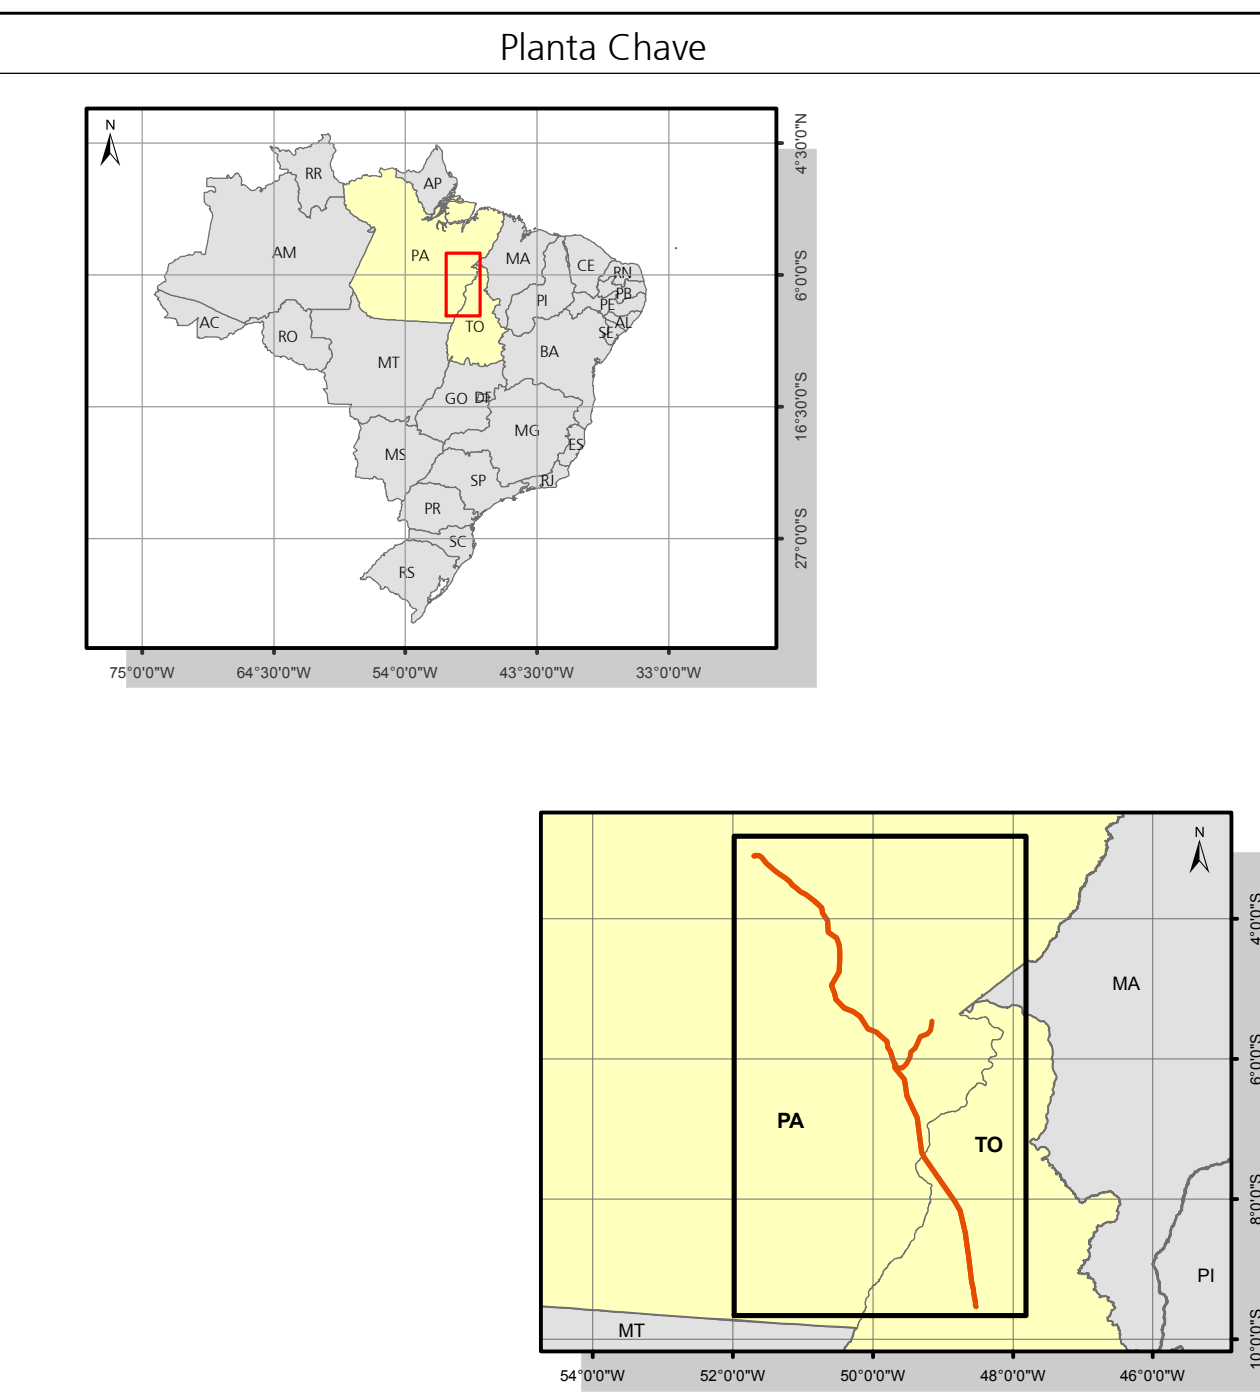 Planta Chave
N
4°30'0"N
RR
AP
AM
PA
MA
CE
RN
6°0'0"S
PI
PB
PE
AC
TO
AL
RO
SE
MT
BA
GO
DF
16°30'0"S
MG
ES
MS
SP
RJ
PR
SC
27°0'0"S
RS
75°0'0"W
64°30'0"W
54°0'0"W
43°30'0"W
33°0'0"W
N
4°0'0"S
MA
6°0'0"S
PA
TO
8°0'0"S
PI
MT
10°0'0"S
54°0'0"W
52°0'0"W
50°0'0"W
48°0'0"W
46°0'0"W